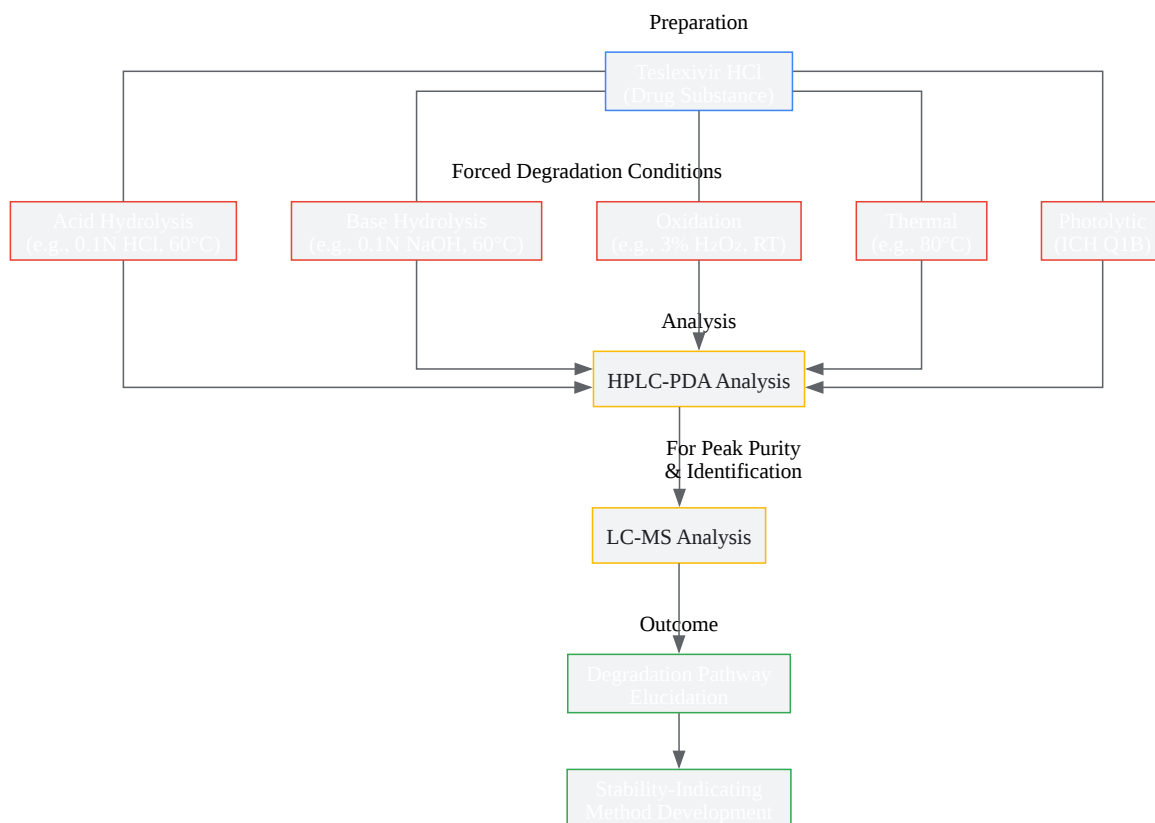 Preparation
Teslexivir HCl
(Drug Substance)
Forced Degradation Conditions
Acid Hydrolysis
(e.g., 0.1N HCl, 60°C)
Base Hydrolysis
(e.g., 0.1N NaOH, 60°C)
Oxidation
(e.g., 3% H₂O₂, RT)
Thermal
(e.g., 80°C)
Photolytic
(ICH Q1B)
Analysis
HPLC-PDA Analysis
For Peak Purity
& Identification
LC-MS Analysis
Outcome
Degradation Pathway
Elucidation
Stability-Indicating
Method Development